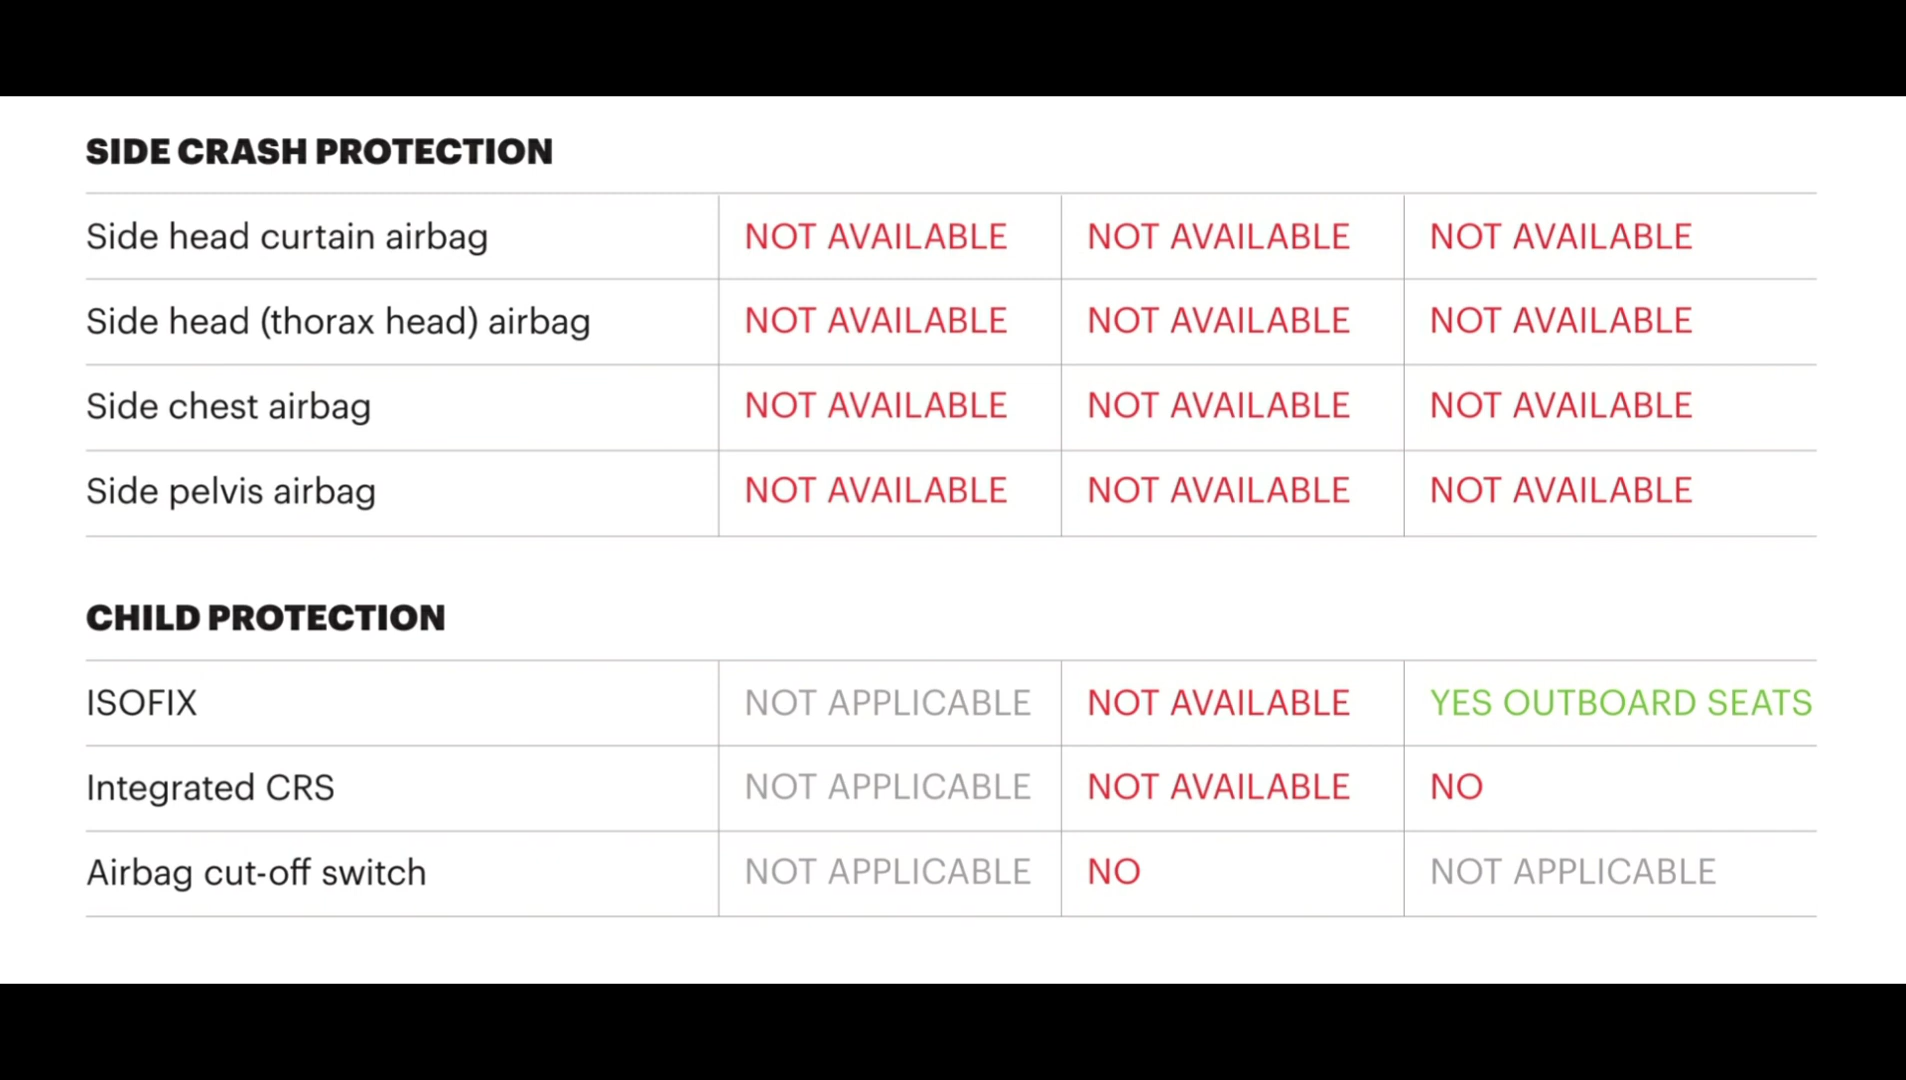 SIDE CRASH PROTECTION
Side head curtain airbag NOT AVAILABLE NOT AVAILABLE NOT AVAILABLE
Side head (thorax head) airbag NOT AVAILABLE NOT AVAILABLE NOT AVAILABLE
Side chest airbag NOT AVAILABLE NOT AVAILABLE NOT AVAILABLE
Side pelvis airbag NOT AVAILABLE NOT AVAILABLE NOT AVAILABLE
CHILD PROTECTION
ISOFIX NOT APPLICABLE NOT AVAILABLE YES OUTBOARD SEATS
Integrated CRS NOT APPLICABLE NOT AVAILABLE NO
Airbag cut-off switch NOT APPLICABLE NO NOT APPLICABLE